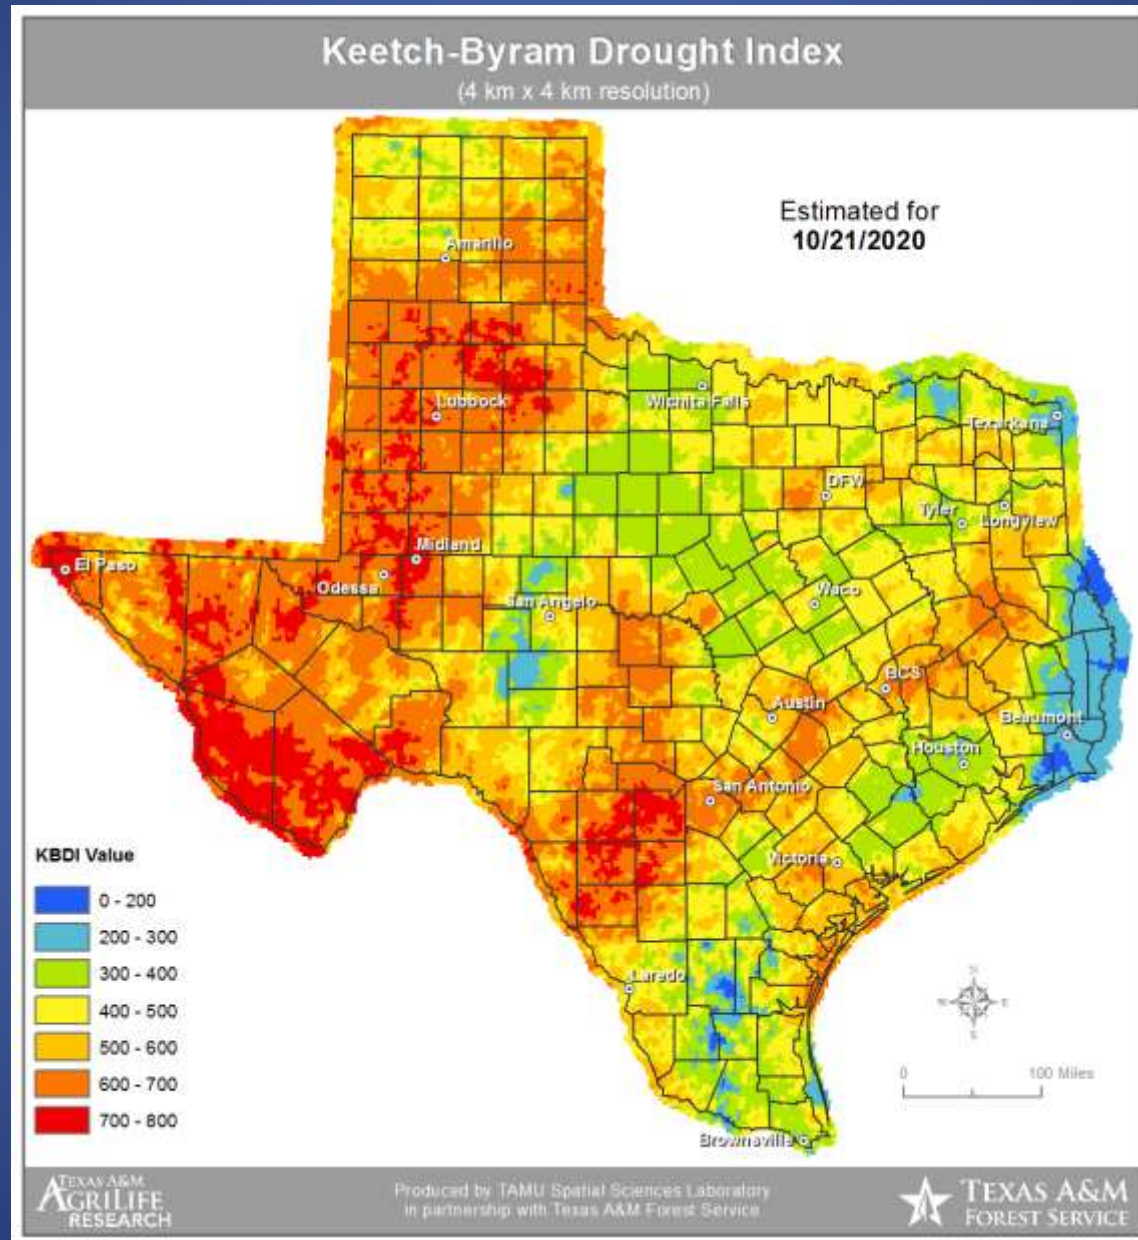 Keetch-Byram Drought Index
(4 km x 4 km resolution)
Estimated for
10/21/2020
Amarillo
Lubbock
Wichita Falls
Texarkana
DFW
Tyler
Longview
Midland
El Paso
Odessa
San Angelo
Waco
BCS
Austin
Beaumont
Houston
San Antonio
Victoria
Laredo
Brownsville
KBDI Value
0 - 200
200 - 300
300 - 400
400 - 500
500 - 600
600 - 700
700 - 800
N
W E
S
0 100 Miles
TEXAS A&M
AGRILIFE
RESEARCH
Produced by TAMU Spatial Sciences Laboratory
in partnership with Texas A&M Forest Service
TEXAS A&M
FOREST SERVICE